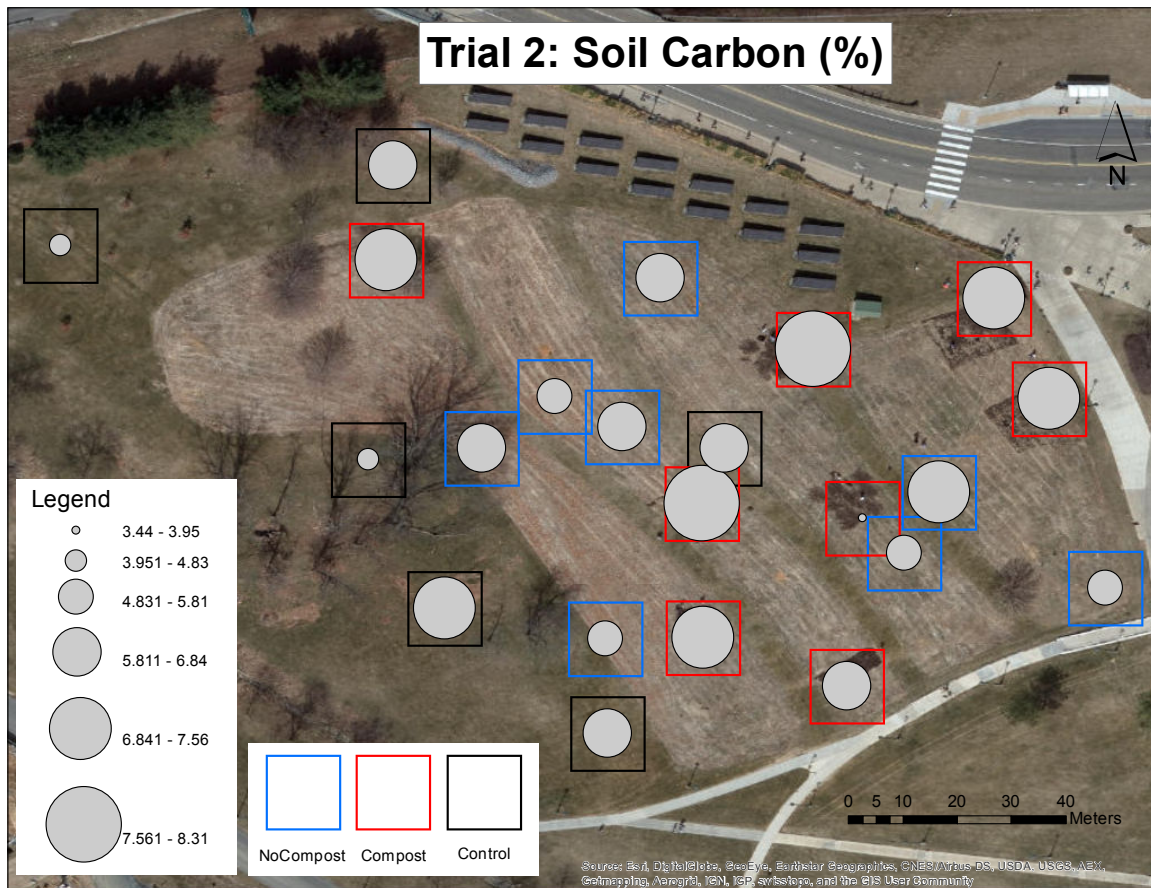 Trial 2: Soil Carbon (%)
N
Legend
3.44 - 3.95
3.951 - 4.83
4.831 - 5.81
5.811 - 6.84
6.841 - 7.56
7.561 - 8.31
NoCompost
Compost
Control
0 5 10 20 30 40
Meters
Source: Esri, DigitalGlobe, GeoEye, Earthstar Geographics, CNES/Airbus DS, USDA, USGS, AEX,
Getmapping, Aerogrid, IGN, IGP, swisstopo, and the GIS User Community